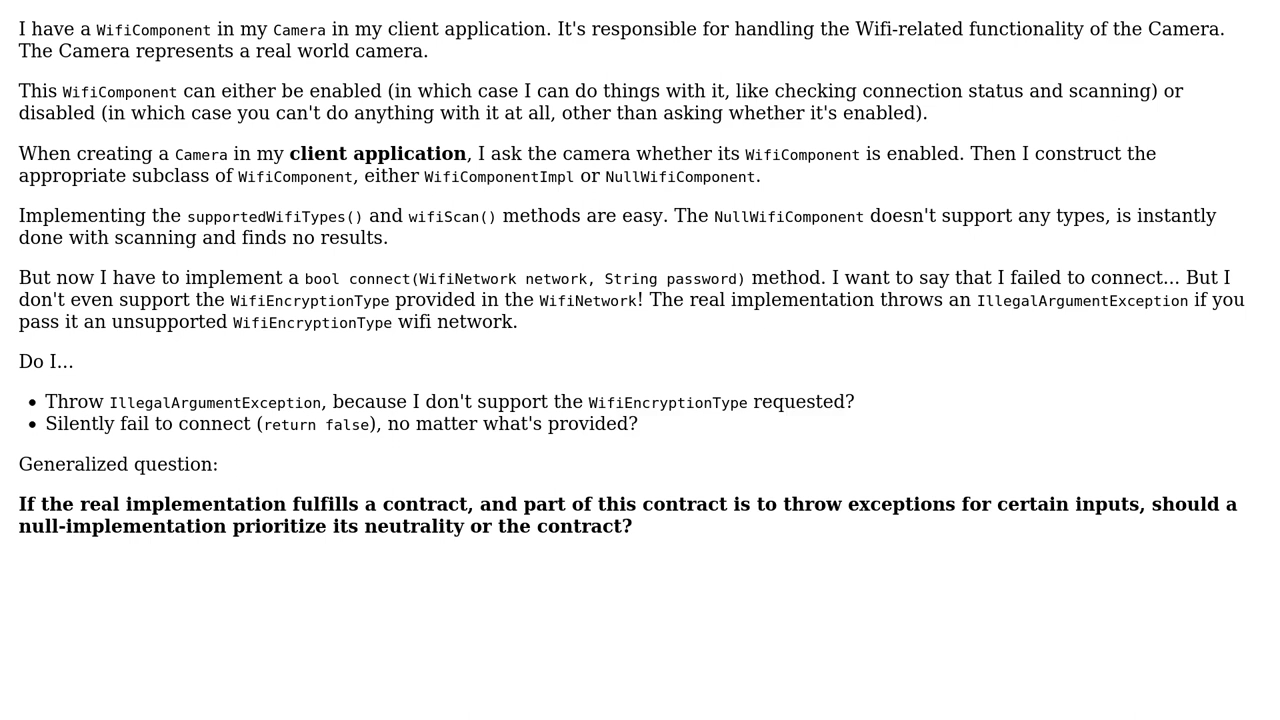 I have a WifiComponent in my Camera in my client application. It's responsible for handling the Wifi-related functionality of the Camera.
The Camera represents a real world camera.
This WifiComponent can either be enabled (in which case I can do things with it, like checking connection status and scanning) or
disabled (in which case you can't do anything with it at all, other than asking whether it's enabled).
When creating a Camera in my client application, I ask the camera whether its WifiComponent is enabled. Then I construct the
appropriate subclass of WifiComponent, either WifiComponentImpl or NullWifiComponent.
Implementing the supportedWifiTypes() and wifiScan() methods are easy. The NullWifiComponent doesn't support any types, is instantly
done with scanning and finds no results.
But now I have to implement a bool connect(WifiNetwork network, String password) method. I want to say that I failed to connect... But I
don't even support the WifiEncryptionType provided in the WifiNetwork! The real implementation throws an IllegalArgumentException if you
pass it an unsupported WifiEncryptionType wifi network.
Do I...
• Throw IllegalArgumentException, because I don't support the WifiEncryptionType requested?
• Silently fail to connect (return false), no matter what's provided?
Generalized question:
If the real implementation fulfills a contract, and part of this contract is to throw exceptions for certain inputs, should a
null-implementation prioritize its neutrality or the contract?